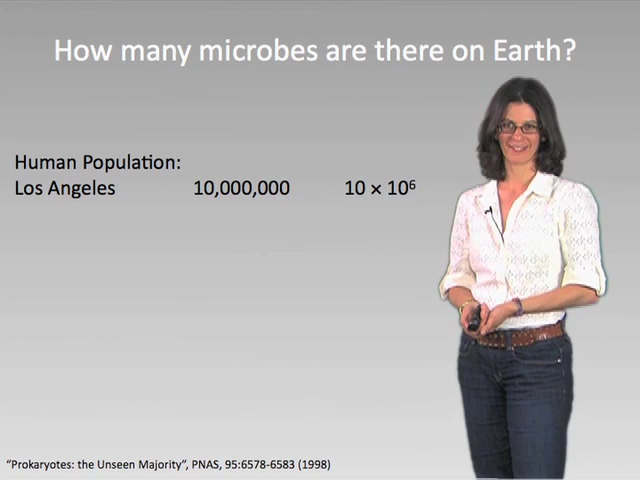 How many microbes are there on Earth?
Human Population:
Los Angeles 10,000,000 10 × 10⁶
“Prokaryotes: the Unseen Majority”, PNAS, 95:6578-6583 (1998)